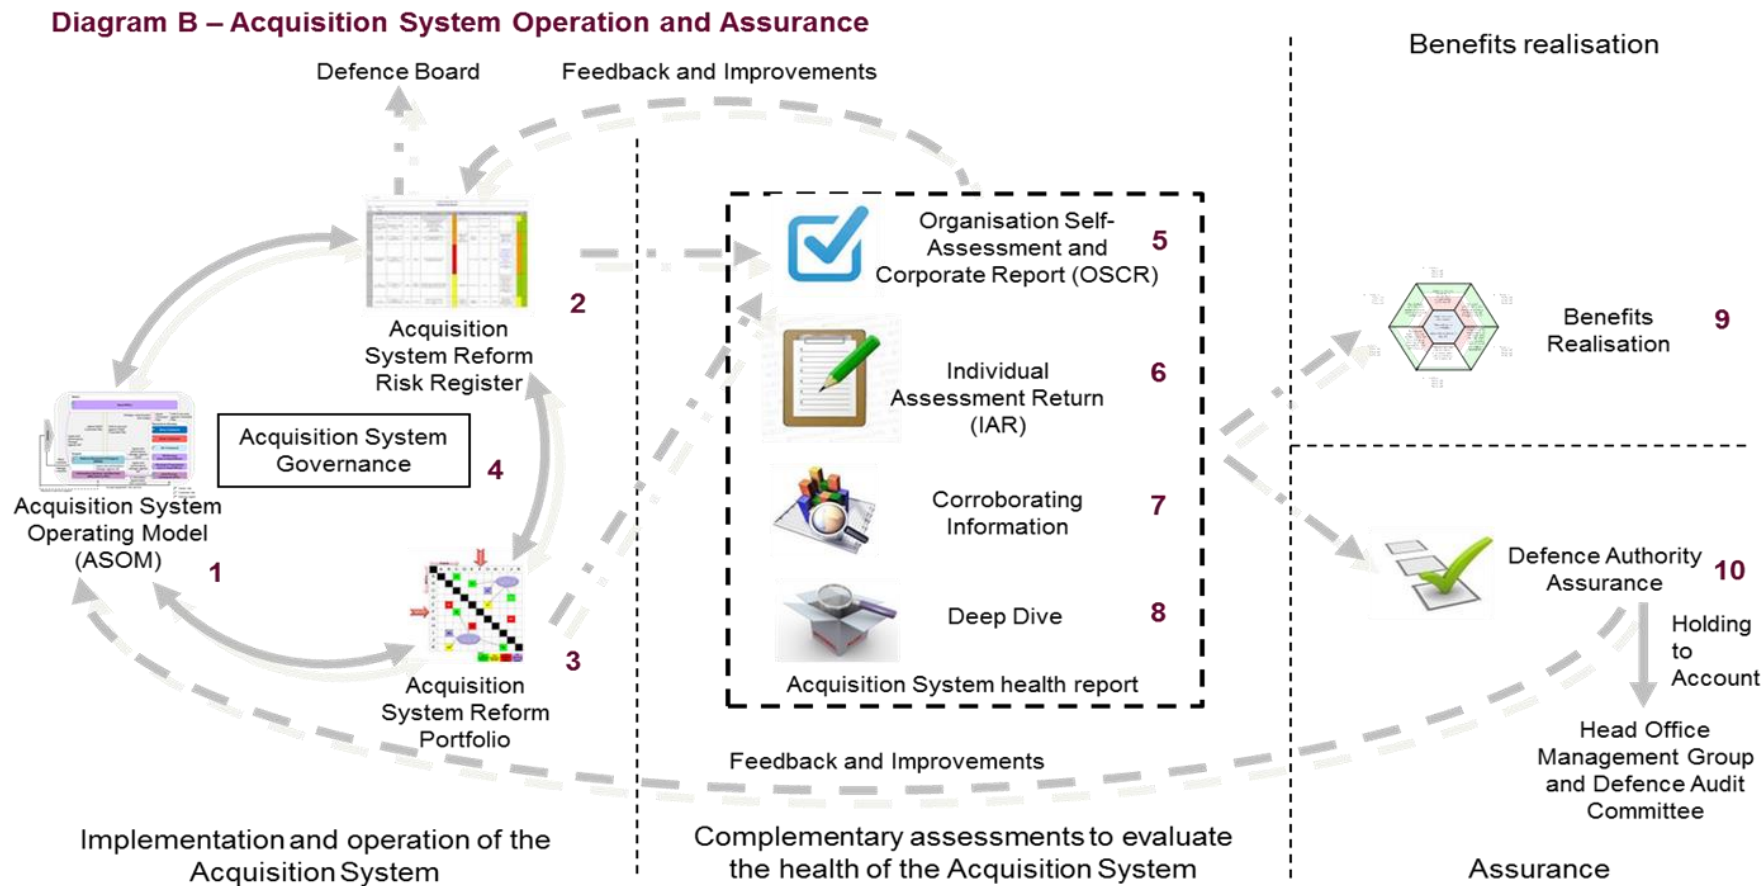 Diagram B – Acquisition System Operation and Assurance
Defence Board
Feedback and Improvements
Benefits realisation
2
Acquisition
System Reform
Risk Register
Acquisition System
Governance
4
Acquisition System
Operating Model
(ASOM)
1
3
Acquisition
System Reform
Portfolio
Organisation Self-
Assessment and
Corporate Report (OSCR)
5
Individual
Assessment Return
(IAR)
6
Corroborating
Information
7
Deep Dive
8
Acquisition System health report
Benefits
Realisation
9
Defence Authority
Assurance
10
Holding
to
Account
Head Office
Management Group
and Defence Audit
Committee
Feedback and Improvements
Implementation and operation of the
Acquisition System
Complementary assessments to evaluate
the health of the Acquisition System
Assurance